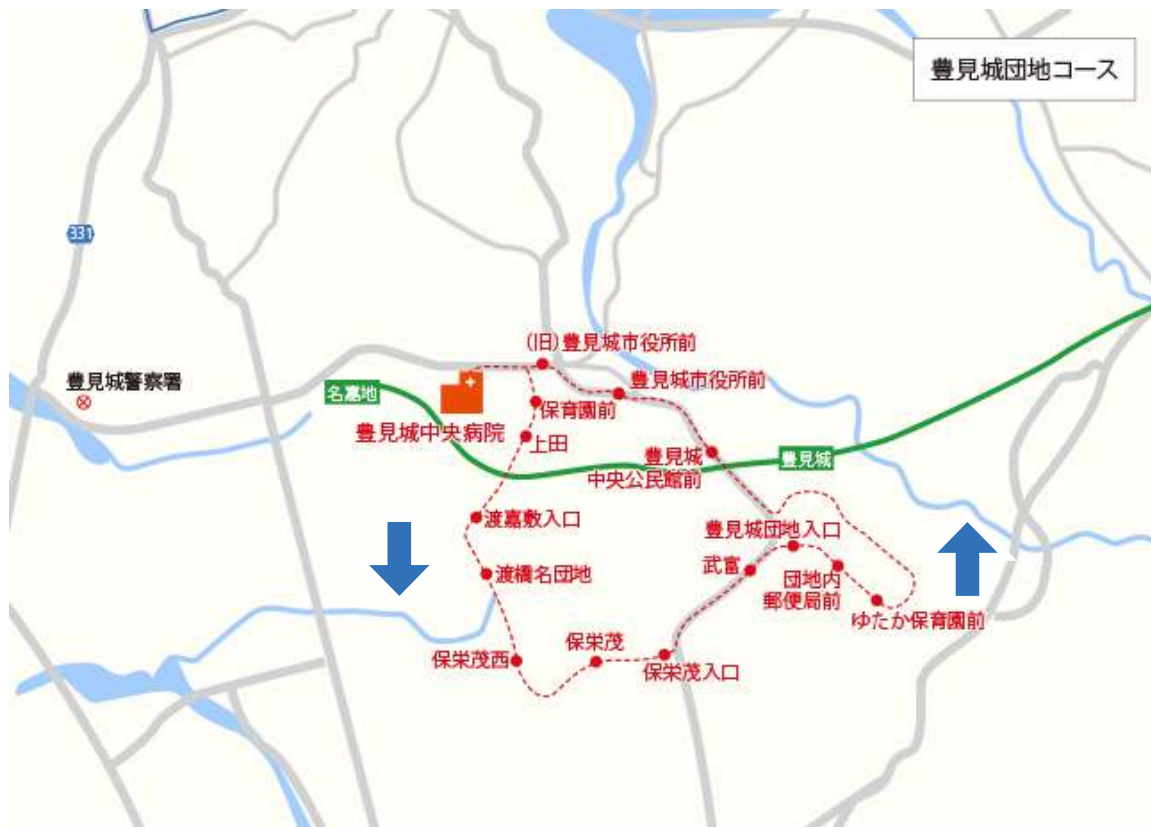 豊見城団地コース
331
(旧)豊見城市役所前
豊見城警察署
名嘉地
豊見城市役所前
保育園前
豊見城中央病院
上田
豊見城
中央公民館前
豊見城
渡嘉敷入口
豊見城団地入口
武富
渡橋名団地
団地内
郵便局前
ゆたか保育園前
保栄茂西
保栄茂
保栄茂入口